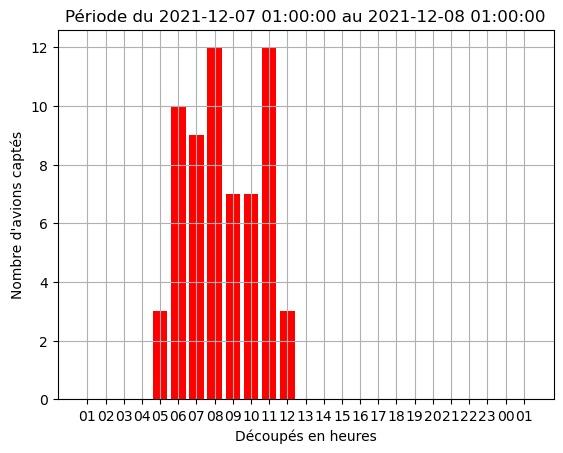 Période du 2021-12-07 01:00:00 au 2021-12-08 01:00:00
12
10
8
6
4
2
0
Nombre d'avions captés
01 02 03 04 05 06 07 08 09 10 11 12 13 14 15 16 17 18 19 20 21 22 23 00 01
Découpés en heures